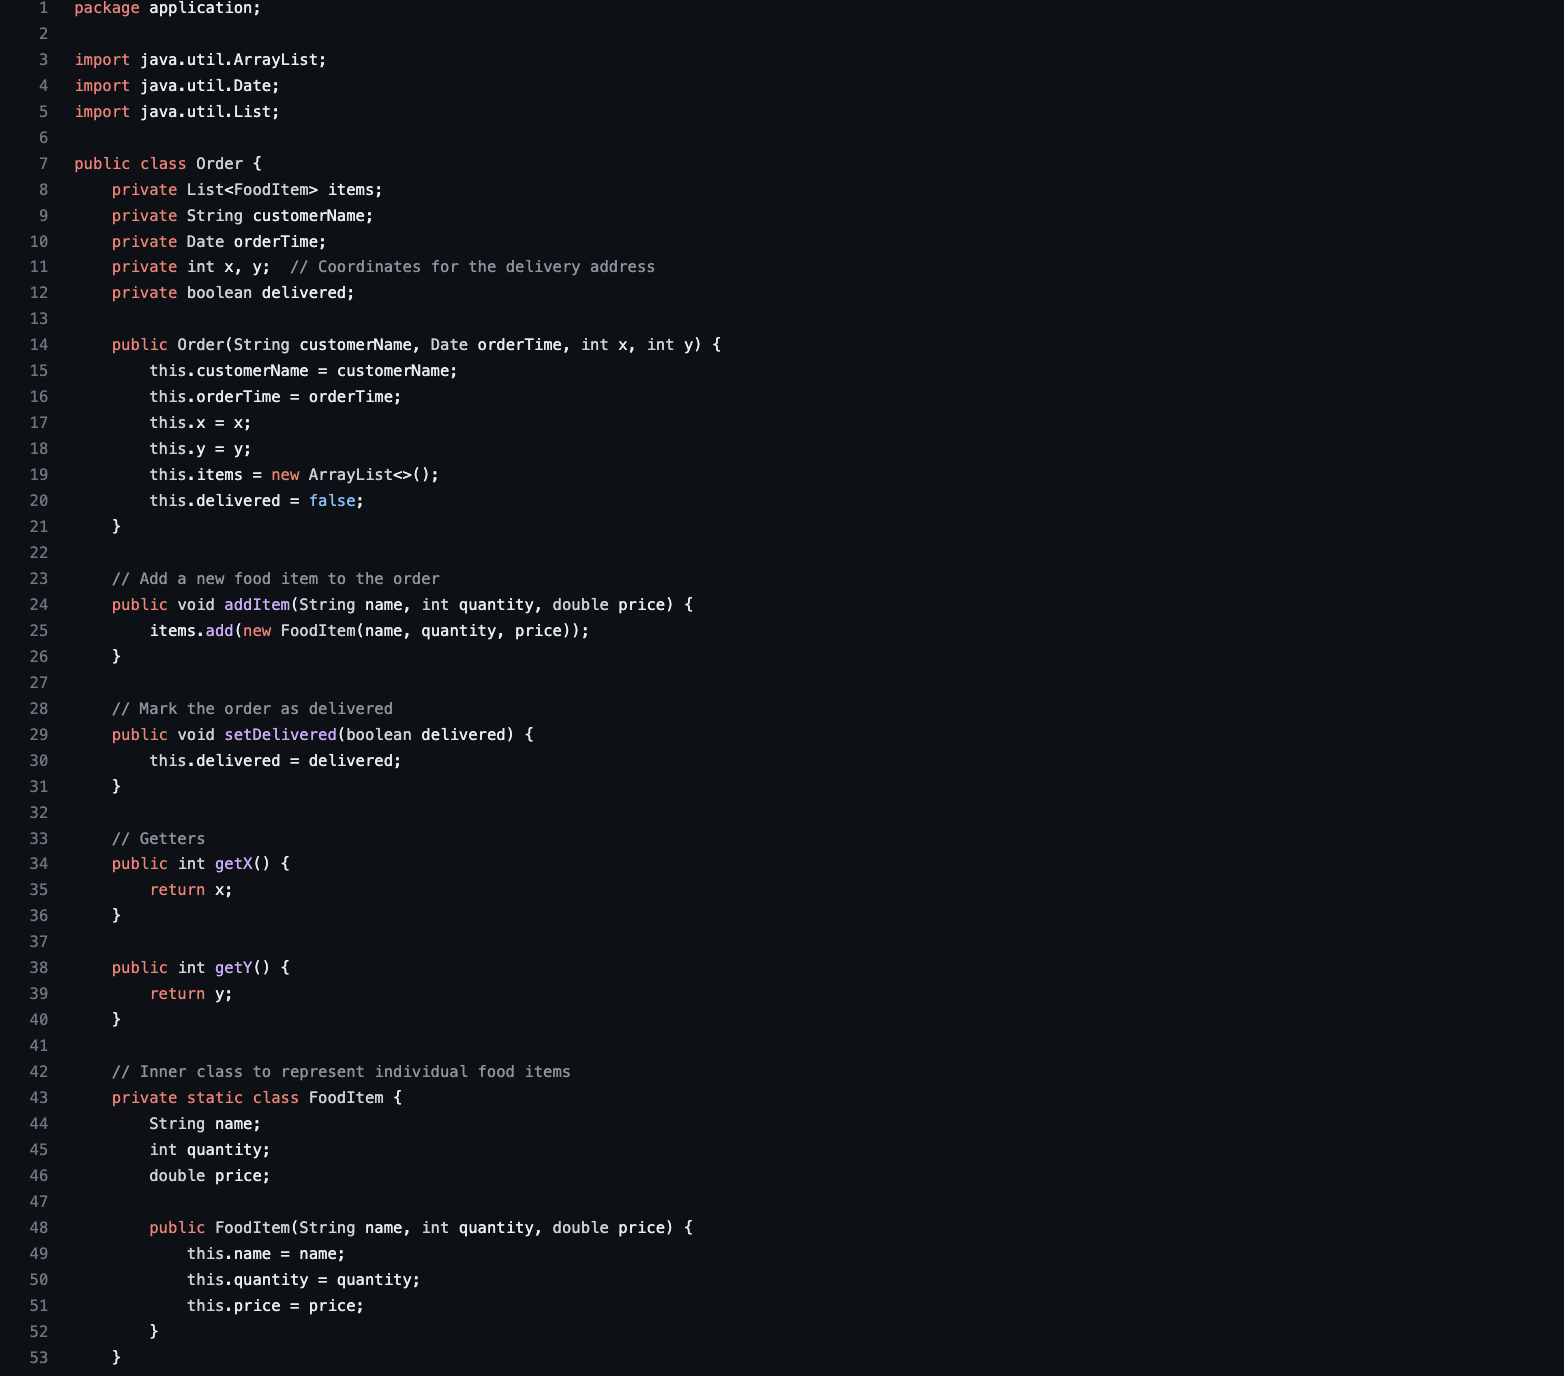 1 package application;
2
3 import java.util.ArrayList;
4 import java.util.Date;
5 import java.util.List;
6
7 public class Order {
8     private List<FoodItem> items;
9     private String customerName;
10     private Date orderTime;
11     private int x, y;  // Coordinates for the delivery address
12     private boolean delivered;
13
14     public Order(String customerName, Date orderTime, int x, int y) {
15         this.customerName = customerName;
16         this.orderTime = orderTime;
17         this.x = x;
18         this.y = y;
19         this.items = new ArrayList<>();
20         this.delivered = false;
21     }
22
23     // Add a new food item to the order
24     public void addItem(String name, int quantity, double price) {
25         items.add(new FoodItem(name, quantity, price));
26     }
27
28     // Mark the order as delivered
29     public void setDelivered(boolean delivered) {
30         this.delivered = delivered;
31     }
32
33     // Getters
34     public int getX() {
35         return x;
36     }
37
38     public int getY() {
39         return y;
40     }
41
42     // Inner class to represent individual food items
43     private static class FoodItem {
44         String name;
45         int quantity;
46         double price;
47
48         public FoodItem(String name, int quantity, double price) {
49             this.name = name;
50             this.quantity = quantity;
51             this.price = price;
52         }
53     }